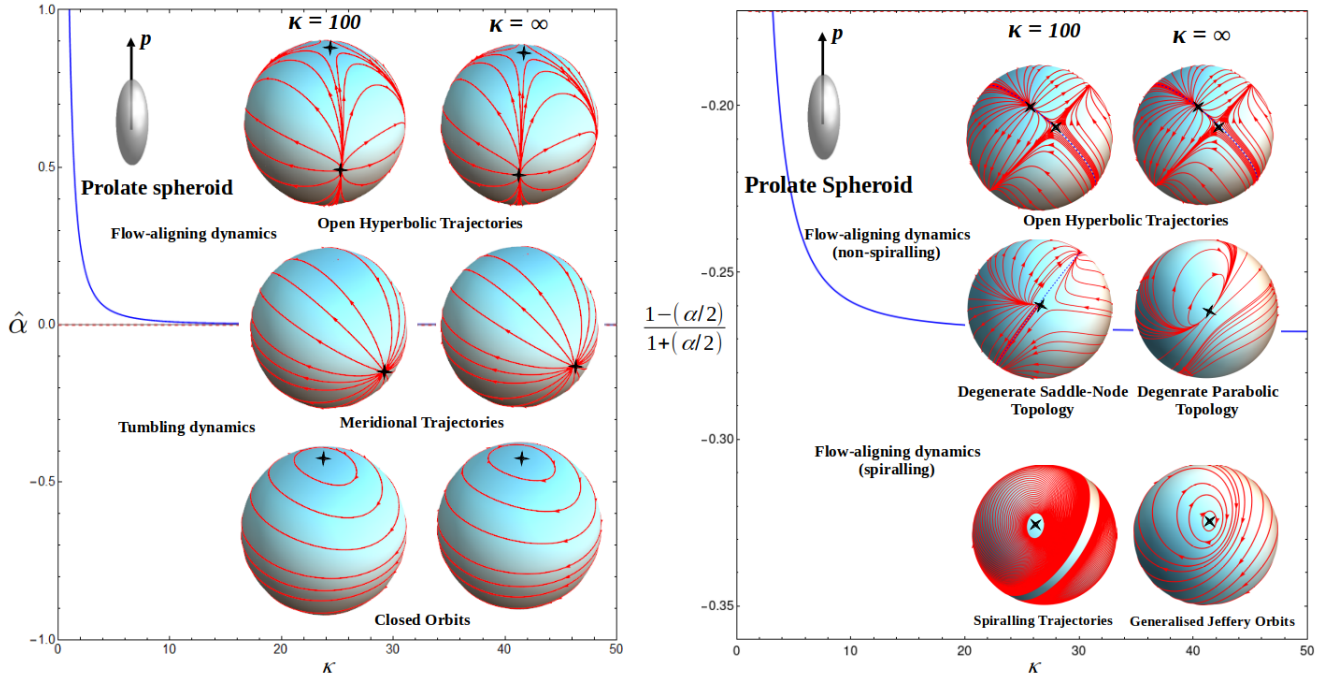 1.0
0.5
0.0
-0.5
-1.0
α̂
0
10
20
30
40
50
κ
p
Prolate spheroid
κ = 100
κ = ∞
Open Hyperbolic Trajectories
Flow-aligning dynamics
Meridional Trajectories
Tumbling dynamics
Closed Orbits
-0.20
-0.25
-0.30
-0.35
1−(α/2)
1+(α/2)
0
10
20
30
40
50
κ
p
Prolate Spheroid
κ = 100
κ = ∞
Open Hyperbolic Trajectories
Flow-aligning dynamics
(non-spiralling)
Degenerate Saddle-Node
Topology
Degenrate Parabolic
Topology
Flow-aligning dynamics
(spiralling)
Spiralling Trajectories
Generalised Jeffery Orbits